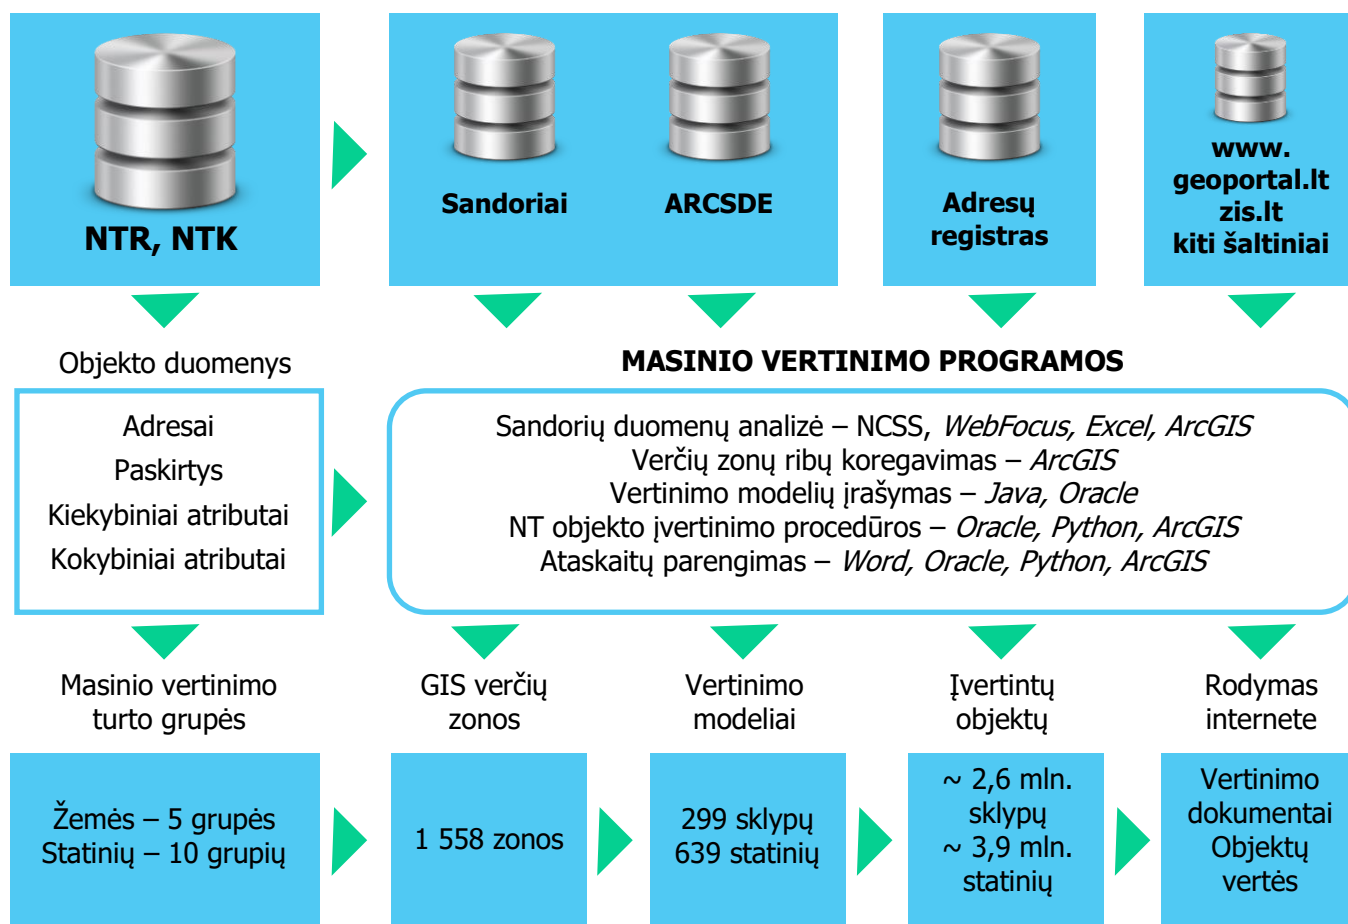 NTR, NTK
Sandoriai
ARCSDE
Adresų
registras
www.
geoportal.lt
zis.lt
kiti šaltiniai
Objekto duomenys
Adresai
Paskirtys
Kiekybiniai atributai
Kokybiniai atributai
MASINIO VERTINIMO PROGRAMOS
Sandorių duomenų analizė – NCSS, WebFocus, Excel, ArcGIS
Verčių zonų ribų koregavimas – ArcGIS
Vertinimo modelių įrašymas – Java, Oracle
NT objekto įvertinimo procedūros – Oracle, Python, ArcGIS
Ataskaitų parengimas – Word, Oracle, Python, ArcGIS
Masinio vertinimo
turto grupės
GIS verčių
zonos
Vertinimo
modeliai
Įvertintų
objektų
Rodymas
internete
Žemės – 5 grupės
Statinių – 10 grupių
1 558 zonos
299 sklypų
639 statinių
~ 2,6 mln.
sklypų
~ 3,9 mln.
statinių
Vertinimo
dokumentai
Objektų
vertės